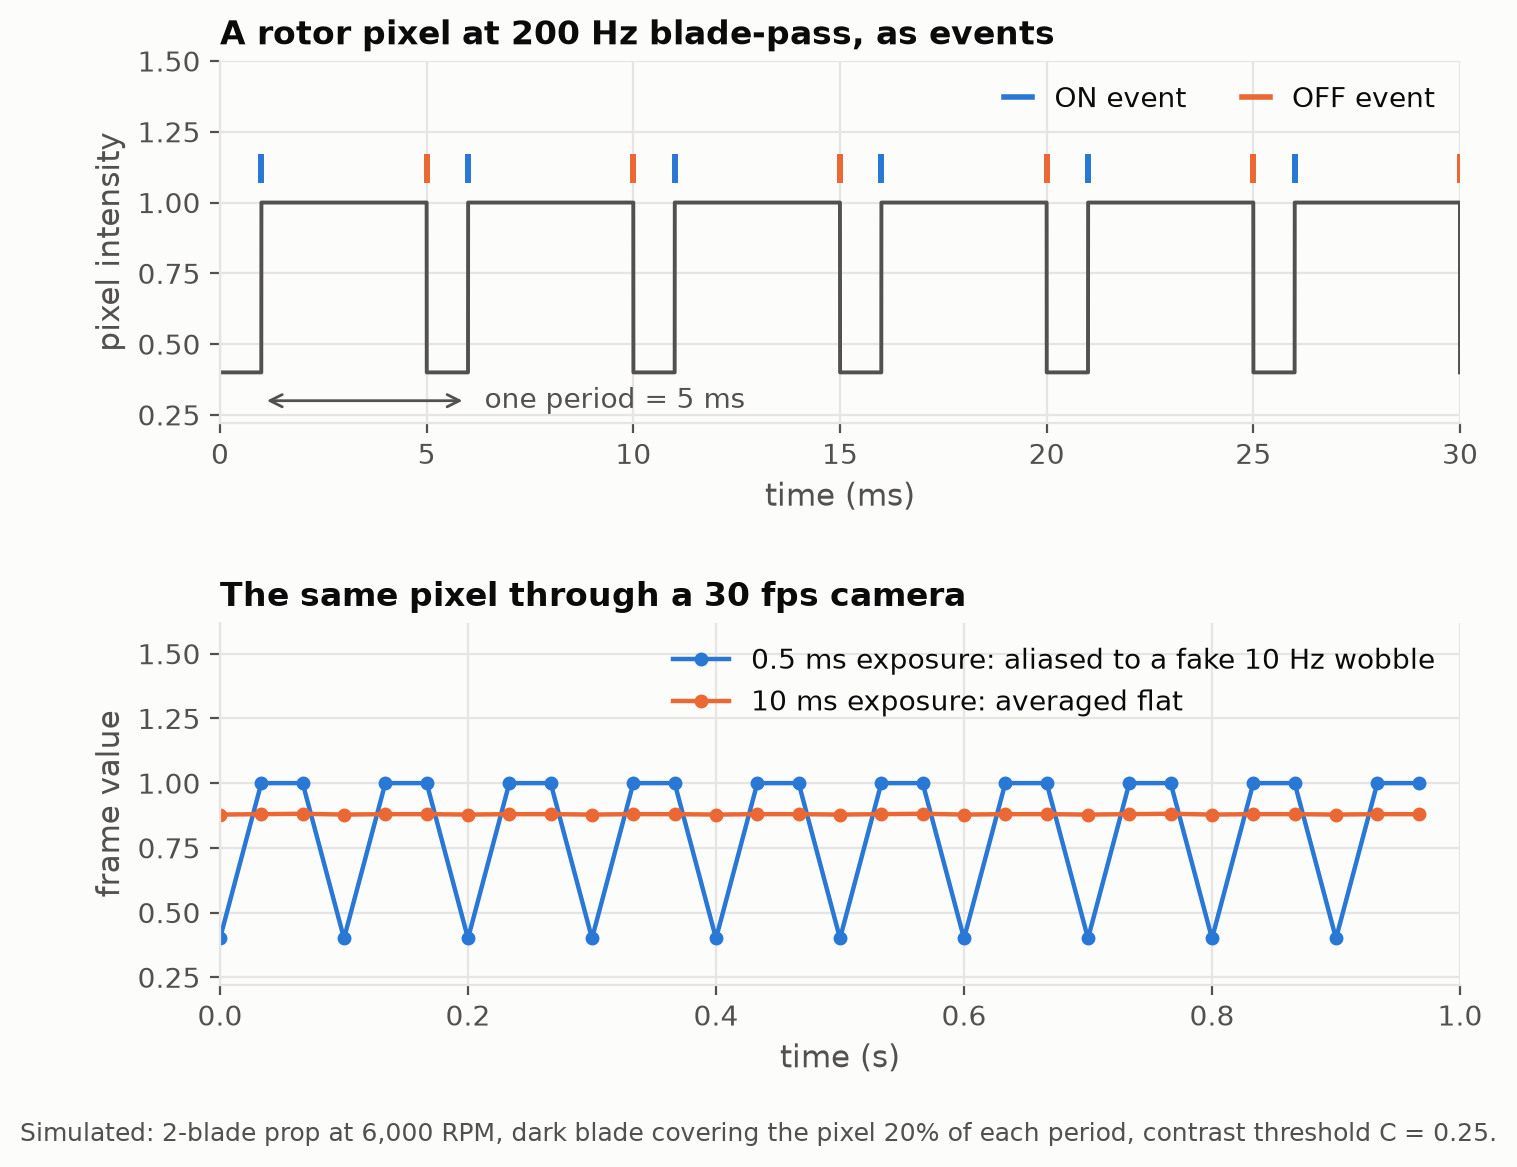 A rotor pixel at 200 Hz blade-pass, as events
1.50
1.25
1.00
0.75
0.50
0.25
pixel intensity
ON event
OFF event
one period = 5 ms
0 5 10 15 20 25 30
time (ms)
The same pixel through a 30 fps camera
1.50
1.25
1.00
0.75
0.50
0.25
frame value
0.5 ms exposure: aliased to a fake 10 Hz wobble
10 ms exposure: averaged flat
0.0 0.2 0.4 0.6 0.8 1.0
time (s)
Simulated: 2-blade prop at 6,000 RPM, dark blade covering the pixel 20% of each period, contrast threshold C = 0.25.